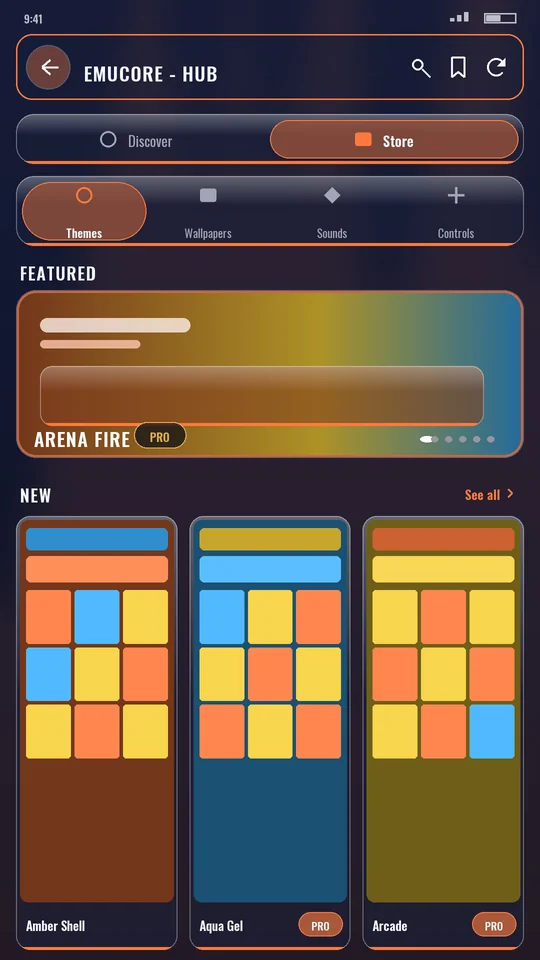 9:41
EMUCORE - HUB
Discover
Store
Themes
Wallpapers
Sounds
Controls
FEATURED
ARENA FIRE
PRO
NEW
See all
Amber Shell
Aqua Gel
PRO
Arcade
PRO